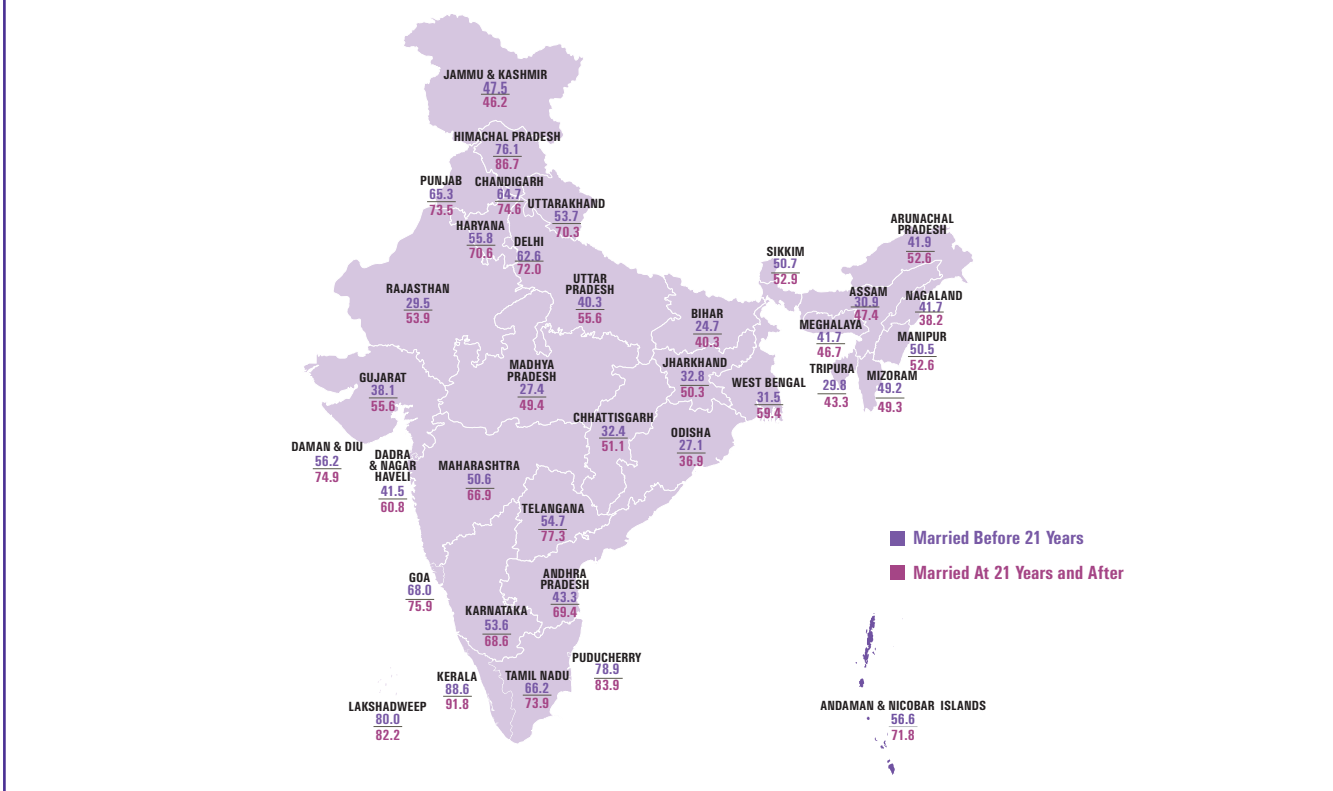 JAMMU & KASHMIR
47.5
46.2
HIMACHAL PRADESH
76.1
86.7
PUNJAB
65.3
73.5
CHANDIGARH
64.7
74.6
UTTARAKHAND
53.7
70.3
HARYANA
55.8
70.6
DELHI
62.6
72.0
ARUNACHAL
PRADESH
41.9
52.6
SIKKIM
50.7
52.9
RAJASTHAN
29.5
53.9
UTTAR
PRADESH
40.3
55.6
BIHAR
24.7
40.3
ASSAM
30.9
47.4
NAGALAND
41.7
38.2
MEGHALAYA
41.7
46.7
MANIPUR
50.5
52.6
GUJARAT
38.1
55.6
MADHYA
PRADESH
27.4
49.4
JHARKHAND
32.8
50.3
WEST BENGAL
31.5
59.4
TRIPURA
29.8
43.3
MIZORAM
49.2
49.3
CHHATTISGARH
32.4
51.1
ODISHA
27.1
36.9
DAMAN & DIU
56.2
74.9
DADRA
& NAGAR
HAVELI
41.5
60.8
MAHARASHTRA
50.6
66.9
TELANGANA
54.7
77.3
Married Before 21 Years
Married At 21 Years and After
GOA
68.0
75.9
ANDHRA
PRADESH
43.3
69.4
KARNATAKA
53.6
68.6
PUDUCHERRY
78.9
83.9
KERALA
88.6
91.8
TAMIL NADU
66.2
73.9
LAKSHADWEEP
80.0
82.2
ANDAMAN & NICOBAR ISLANDS
56.6
71.8